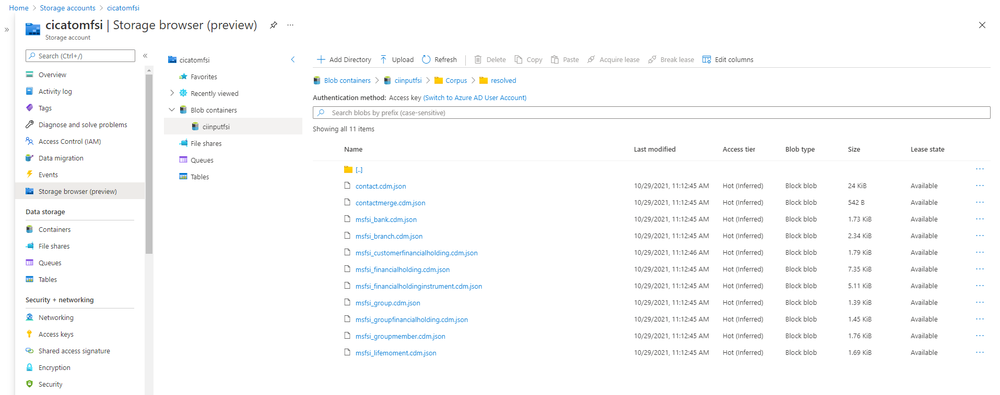 Home > Storage accounts > cicatomfsi
cicatomfsi | Storage browser (preview) ...
Storage account
Search (Ctrl+/)
Overview
Activity log
Tags
Diagnose and solve problems
Access Control (IAM)
Data migration
Events
Storage browser (preview)
Data storage
Containers
File shares
Queues
Tables
Security + networking
Networking
Access keys
Shared access signature
Encryption
Security
cicatomfsi
Favorites
Recently viewed
Blob containers
ciinputfsi
File shares
Queues
Tables
Add Directory Upload Refresh Delete Copy Paste Acquire lease Break lease Edit columns
Blob containers > ciinputfsi > Corpus > resolved
Authentication method: Access key (Switch to Azure AD User Account)
Search blobs by prefix (case-sensitive)
Showing all 11 items
Name Last modified Access tier Blob type Size Lease state
[..] ...
contact.cdm.json 10/29/2021, 11:12:45 AM Hot (Inferred) Block blob 24 KiB Available ...
contactmerge.cdm.json 10/29/2021, 11:12:45 AM Hot (Inferred) Block blob 542 B Available ...
msfsi_bank.cdm.json 10/29/2021, 11:12:45 AM Hot (Inferred) Block blob 1.73 KiB Available ...
msfsi_branch.cdm.json 10/29/2021, 11:12:45 AM Hot (Inferred) Block blob 2.34 KiB Available ...
msfsi_customerfinancialholding.cdm.json 10/29/2021, 11:12:46 AM Hot (Inferred) Block blob 1.79 KiB Available ...
msfsi_financialholding.cdm.json 10/29/2021, 11:12:45 AM Hot (Inferred) Block blob 7.35 KiB Available ...
msfsi_financialholdinginstrument.cdm.json 10/29/2021, 11:12:45 AM Hot (Inferred) Block blob 5.11 KiB Available ...
msfsi_group.cdm.json 10/29/2021, 11:12:45 AM Hot (Inferred) Block blob 1.39 KiB Available ...
msfsi_groupfinancialholding.cdm.json 10/29/2021, 11:12:45 AM Hot (Inferred) Block blob 1.45 KiB Available ...
msfsi_groupmember.cdm.json 10/29/2021, 11:12:45 AM Hot (Inferred) Block blob 1.76 KiB Available ...
msfsi_lifemoment.cdm.json 10/29/2021, 11:12:45 AM Hot (Inferred) Block blob 1.69 KiB Available ...